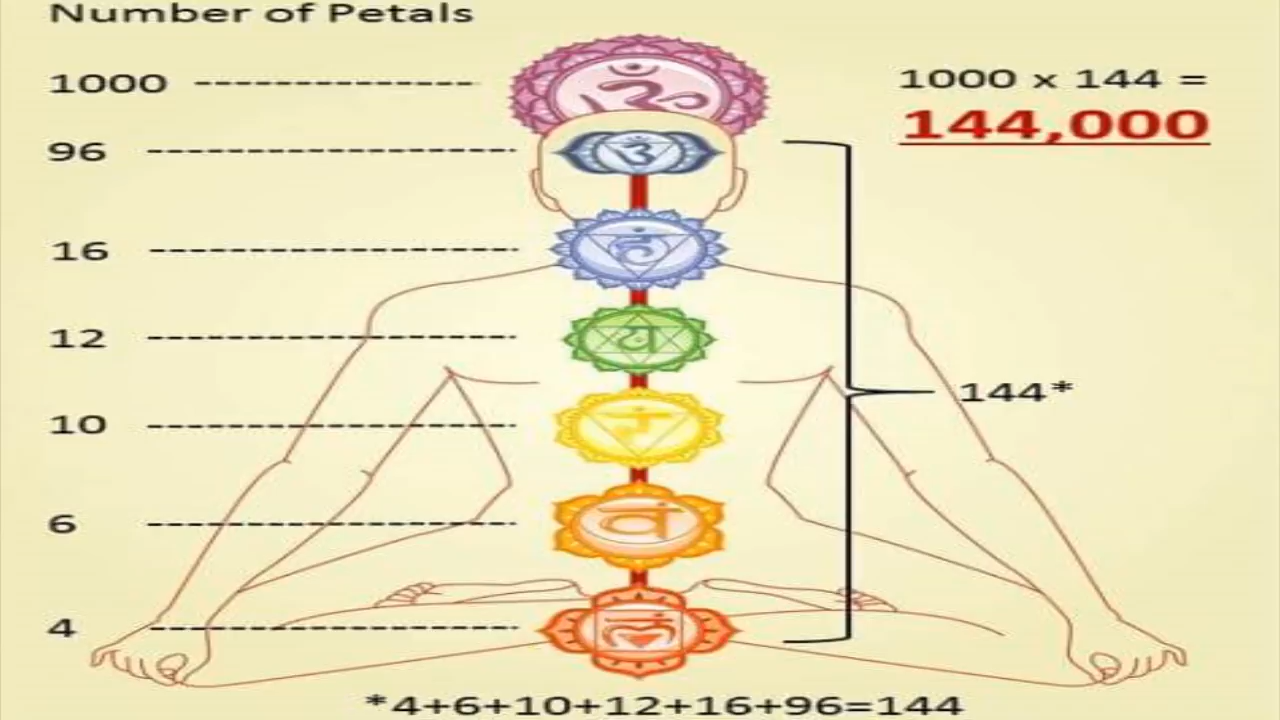 Number of Petals
1000
1000 x 144 =
144,000
ॐ
96
16
हं
12
यं
10
रं
144*
6
वं
4
लं
*4+6+10+12+16+96=144